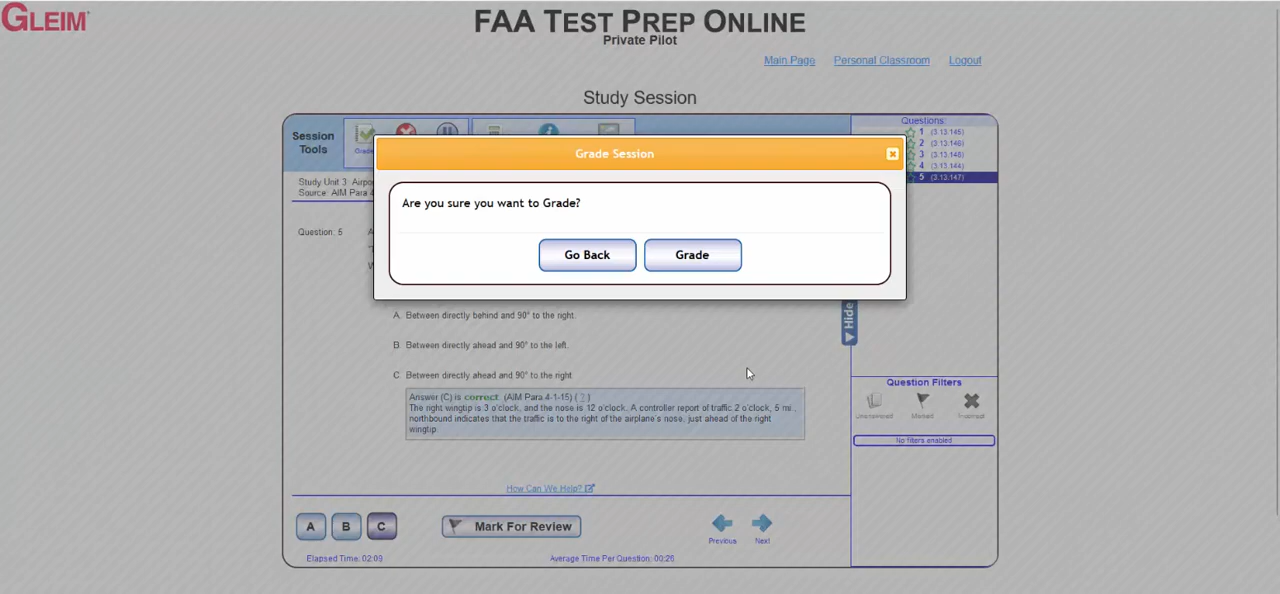 GLEIM
FAA TEST PREP ONLINE
Private Pilot
Main Page Personal Classroom Logout
Study Session
Session
Tools
Grade
Questions:
1 (3.13.145)
2 (3.13.146)
3 (3.13.148)
4 (3.13.144)
5 (3.13.147)
Grade Session
Are you sure you want to Grade?
Go Back Grade
Study Unit 3: Airpor
Source: AIM Para 4
Question: 5
A. Between directly behind and 90° to the right.
B. Between directly ahead and 90° to the left.
C. Between directly ahead and 90° to the right.
Answer (C) is correct. (AIM Para 4-1-15) ( ? )
The right wingtip is 3 o'clock, and the nose is 12 o'clock. A controller report of traffic 2 o'clock, 5 mi.,
northbound indicates that the traffic is to the right of the airplane's nose, just ahead of the right
wingtip.
Hide
Question Filters
Unanswered Marked Incorrect
No filters enabled
How Can We Help?
A B C Mark For Review
Previous Next
Elapsed Time: 02:09 Average Time Per Question: 00:26